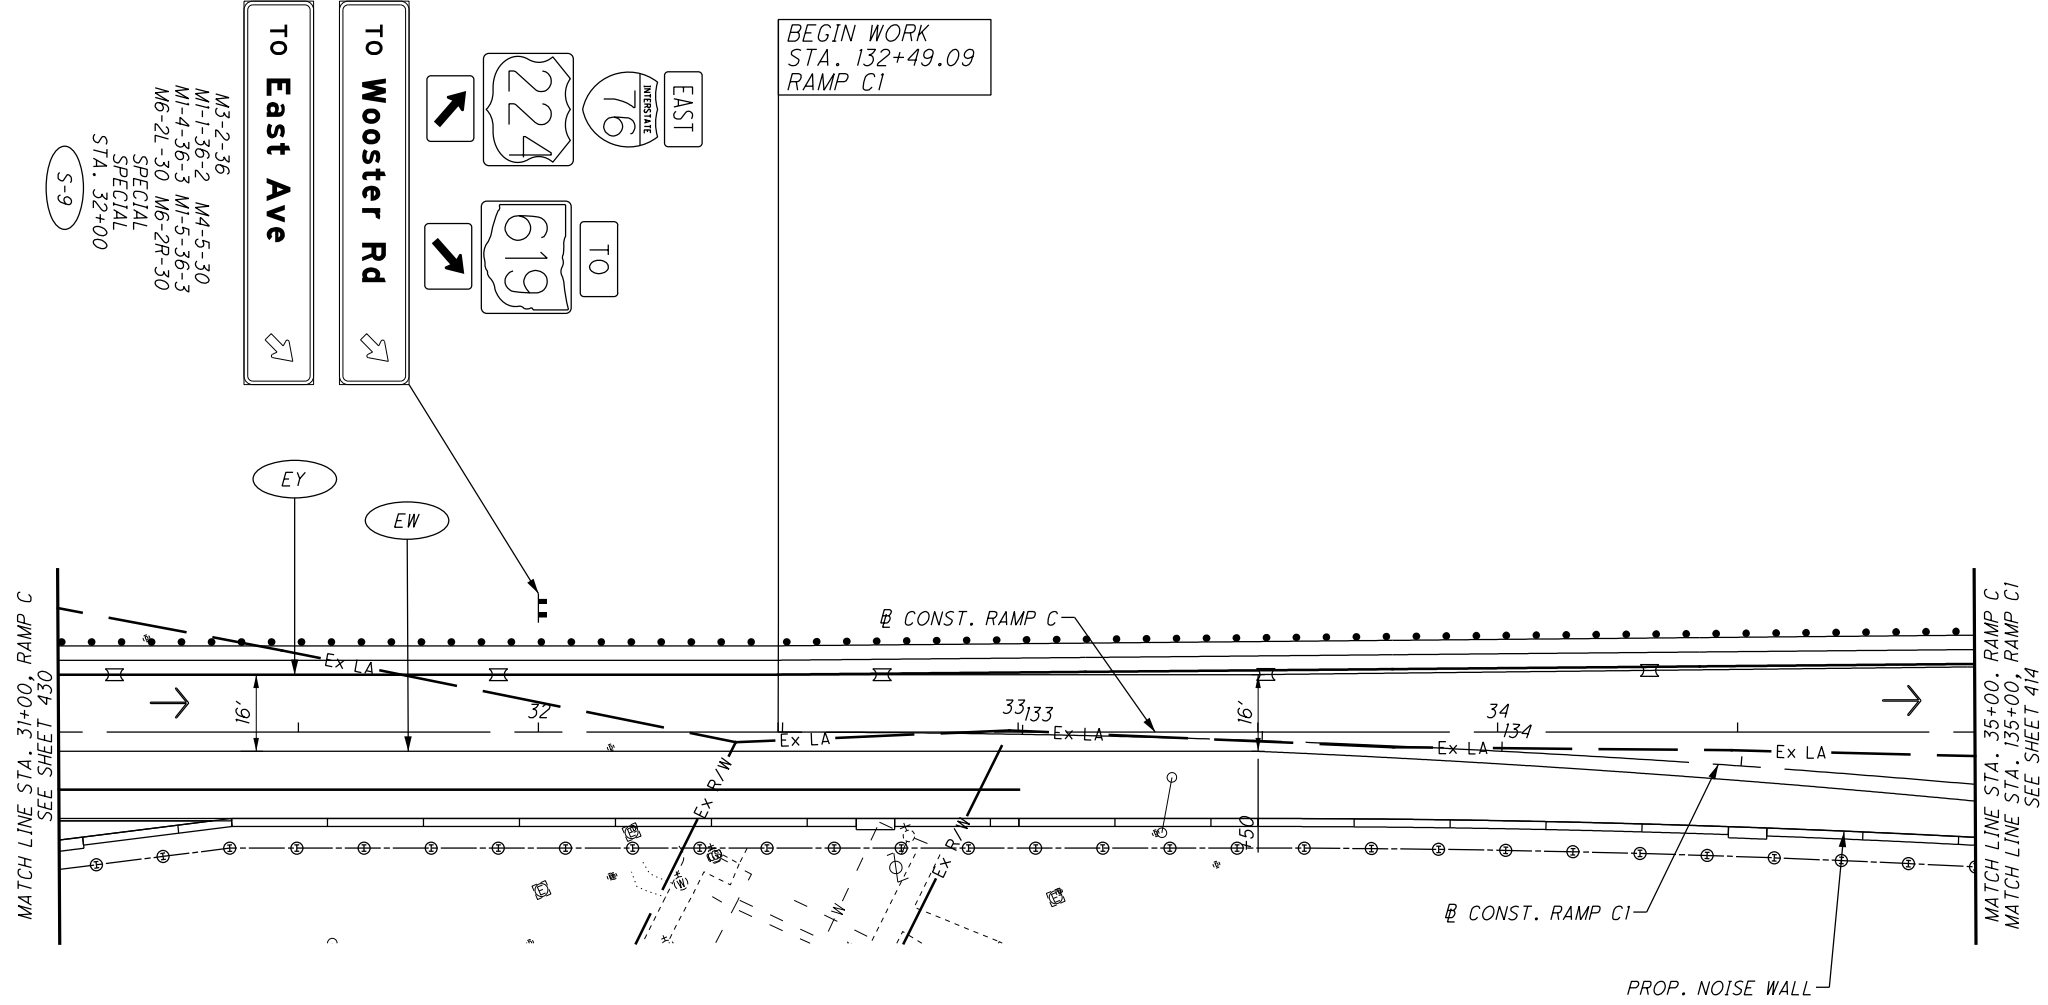 BEGIN WORK
STA. 132+49.09
RAMP C1
EAST
INTERSTATE
76
224
TO
619
TO Wooster Rd
TO East Ave
M3-2-36
M1-1-36-2 M4-5-30
M1-4-36-3 M1-5-36-3
M6-2L-30 M6-2R-30
SPECIAL
SPECIAL
STA. 32+00
S-9
EY
EW
℄ CONST. RAMP C
Ex LA
16'
32
33
133
16'
34
134
Ex LA
Ex LA
Ex LA
Ex LA
Ex R/W
Ex R/W
+50
E
E
E
W
W
T
℄ CONST. RAMP C1
PROP. NOISE WALL
MATCH LINE STA. 31+00, RAMP C
SEE SHEET 430
MATCH LINE STA. 35+00. RAMP C
MATCH LINE STA. 135+00, RAMP C1
SEE SHEET 414